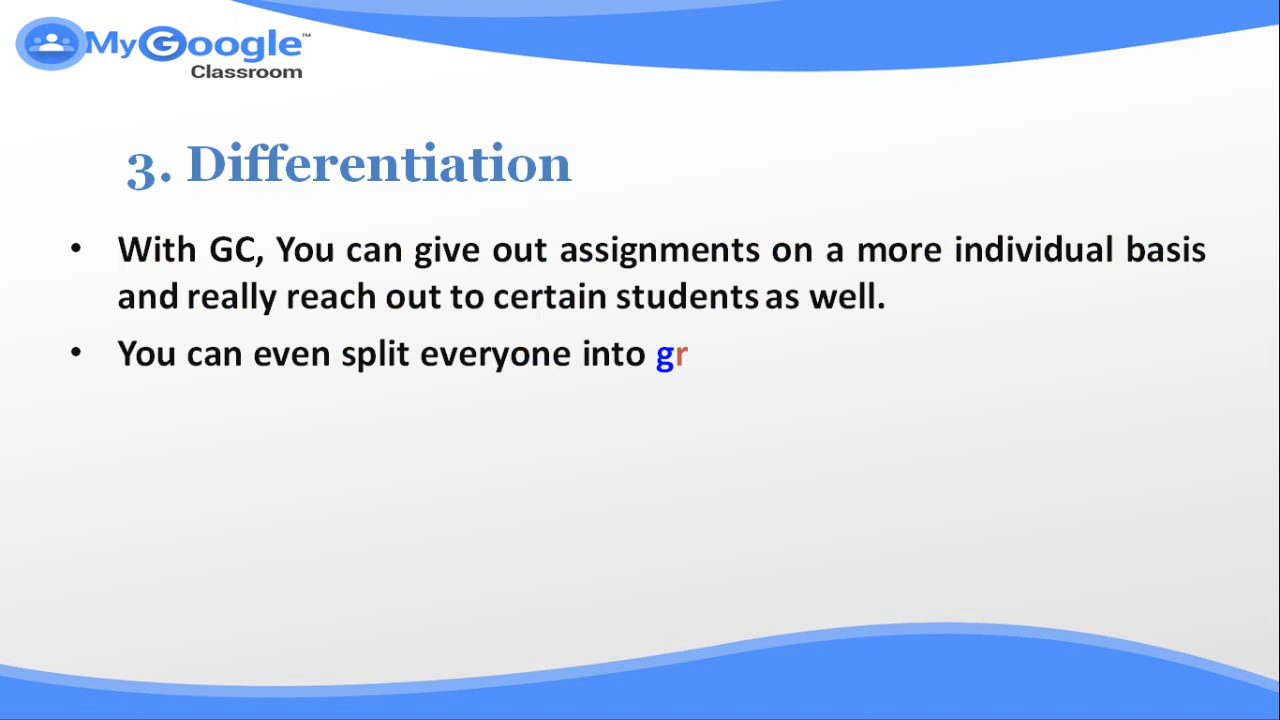 MyGoogle™
Classroom
3. Differentiation
• With GC, You can give out assignments on a more individual basis
and really reach out to certain students as well.
• You can even split everyone into gr